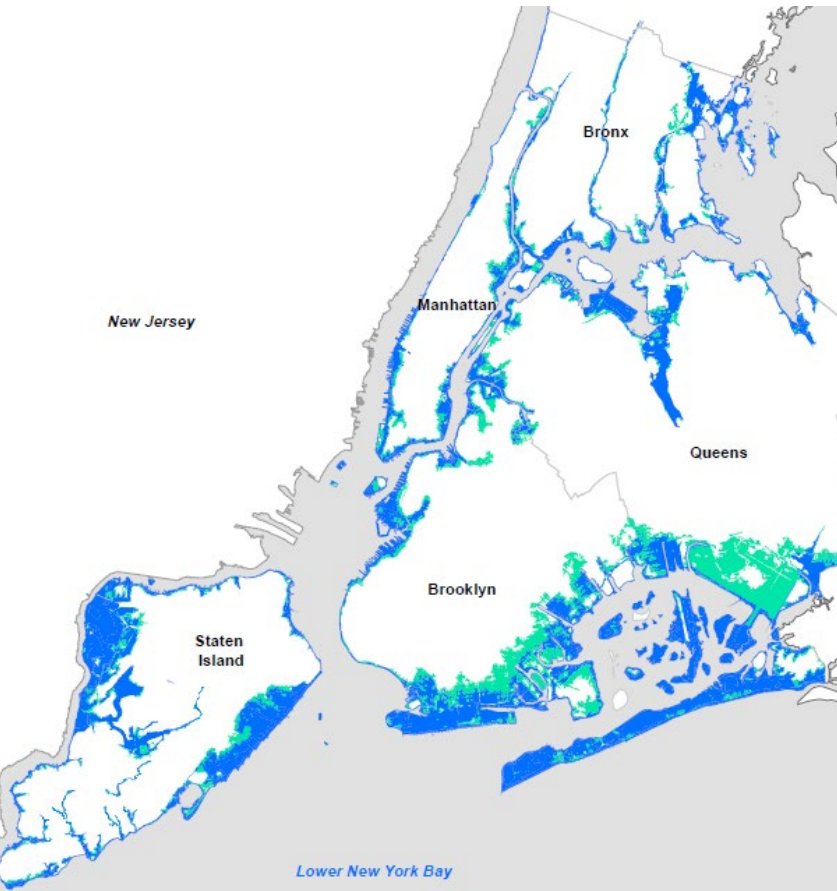 Bronx
Manhattan
New Jersey
Queens
Brooklyn
Staten
Island
Lower New York Bay